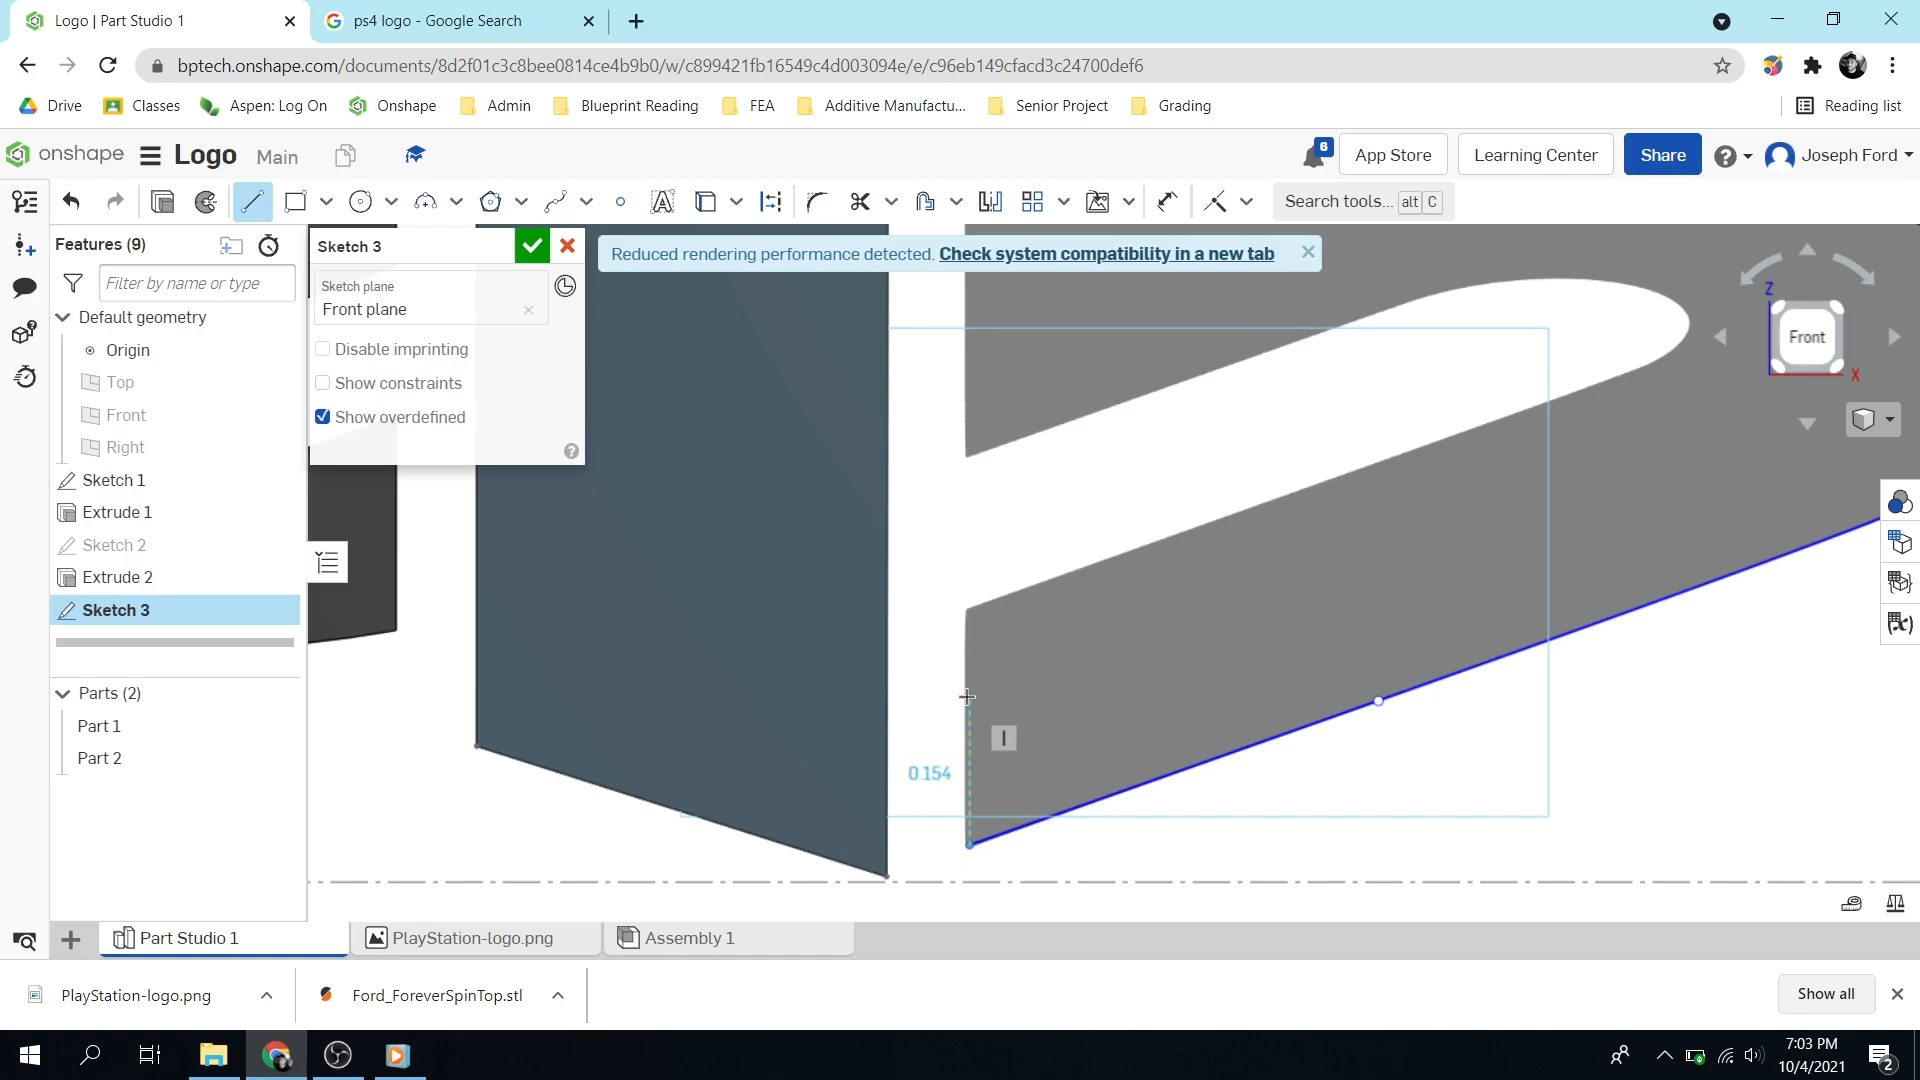 Logo | Part Studio 1
ps4 logo - Google Search
bptech.onshape.com/documents/8d2f01c3c8bee0814ce4b9b0/w/c899421fb16549c4d003094e/e/c96eb149cfacd3c24700def6
Drive
Classes
Aspen: Log On
Onshape
Admin
Blueprint Reading
FEA
Additive Manufactu...
Senior Project
Grading
Reading list
onshape
Logo
Main
6
App Store
Learning Center
Share
Joseph Ford
Search tools... alt C
Features (9)
Filter by name or type
Default geometry
Origin
Top
Front
Right
Sketch 1
Extrude 1
Sketch 2
Extrude 2
Sketch 3
Parts (2)
Part 1
Part 2
Sketch 3
Sketch plane
Front plane
Disable imprinting
Show constraints
Show overdefined
Reduced rendering performance detected. Check system compatibility in a new tab
Z
Front
X
0.154
Part Studio 1
PlayStation-logo.png
Assembly 1
PlayStation-logo.png
Ford_ForeverSpinTop.stl
Show all
7:03 PM
10/4/2021
2